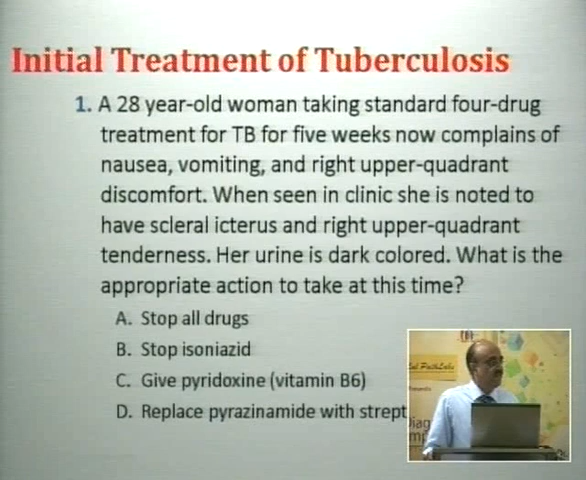 Initial Treatment of Tuberculosis
1. A 28 year-old woman taking standard four-drug
treatment for TB for five weeks now complains of
nausea, vomiting, and right upper-quadrant
discomfort. When seen in clinic she is noted to
have scleral icterus and right upper-quadrant
tenderness. Her urine is dark colored. What is the
appropriate action to take at this time?
A. Stop all drugs
B. Stop isoniazid
C. Give pyridoxine (vitamin B6)
D. Replace pyrazinamide with strept